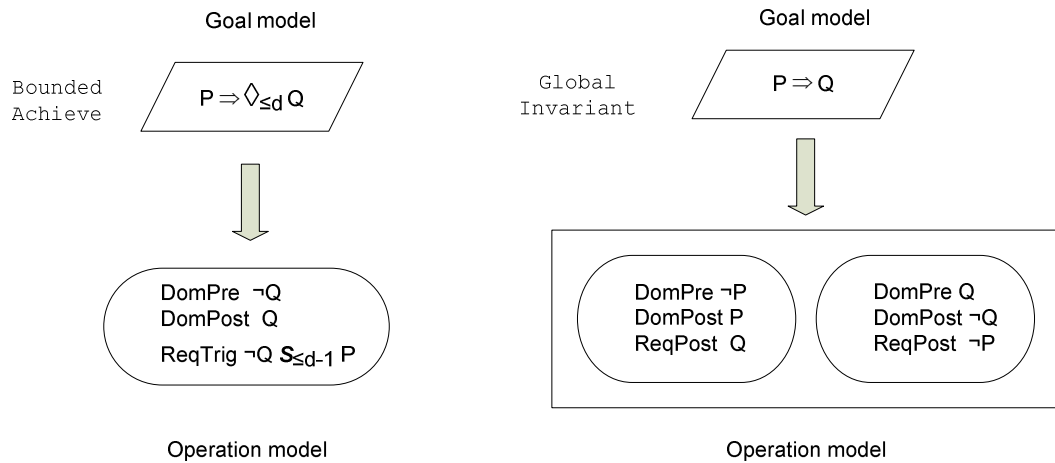 Goal model
Bounded
Achieve
P ⇒ ◊≤d Q
DomPre ¬Q
DomPost Q
ReqTrig ¬Q S≤d-1 P
Operation model
Goal model
Global
Invariant
P ⇒ Q
DomPre ¬P
DomPost P
ReqPost Q
DomPre Q
DomPost ¬Q
ReqPost ¬P
Operation model